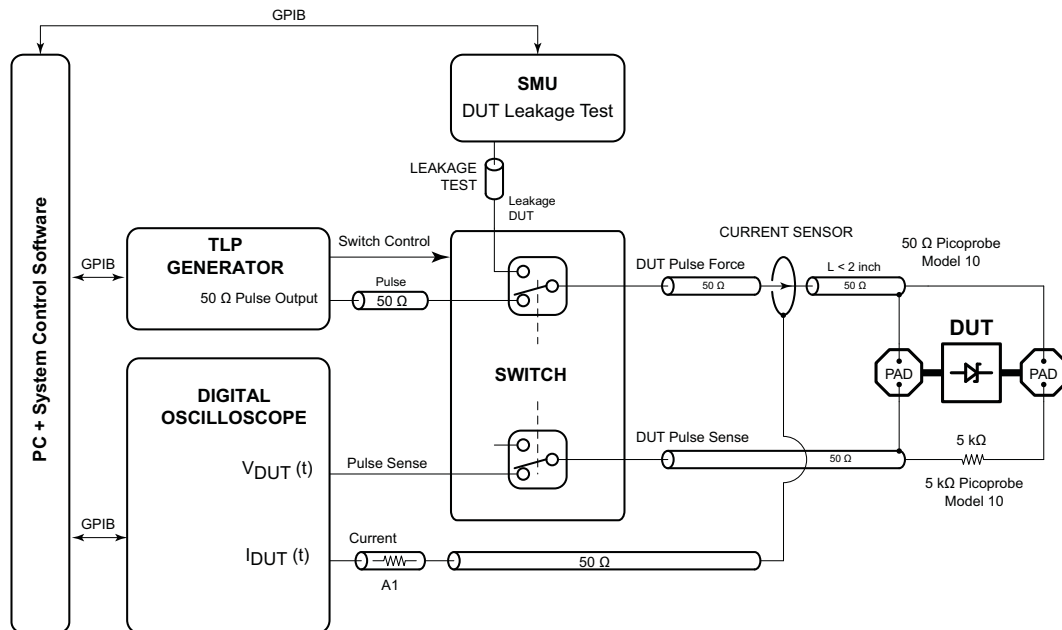 GPIB
SMU
DUT Leakage Test
LEAKAGE
TEST
Leakage
DUT
PC + System Control Software
GPIB
TLP
GENERATOR
50 Ω Pulse Output
Switch Control
Pulse
50 Ω
SWITCH
DUT Pulse Force
50 Ω
CURRENT SENSOR
L < 2 inch
50 Ω
50 Ω Picoprobe
Model 10
DUT
PAD
PAD
DIGITAL
OSCILLOSCOPE
VDUT (t)
Pulse Sense
DUT Pulse Sense
50 Ω
5 kΩ
5 kΩ Picoprobe
Model 10
GPIB
IDUT (t)
Current
A1
50 Ω